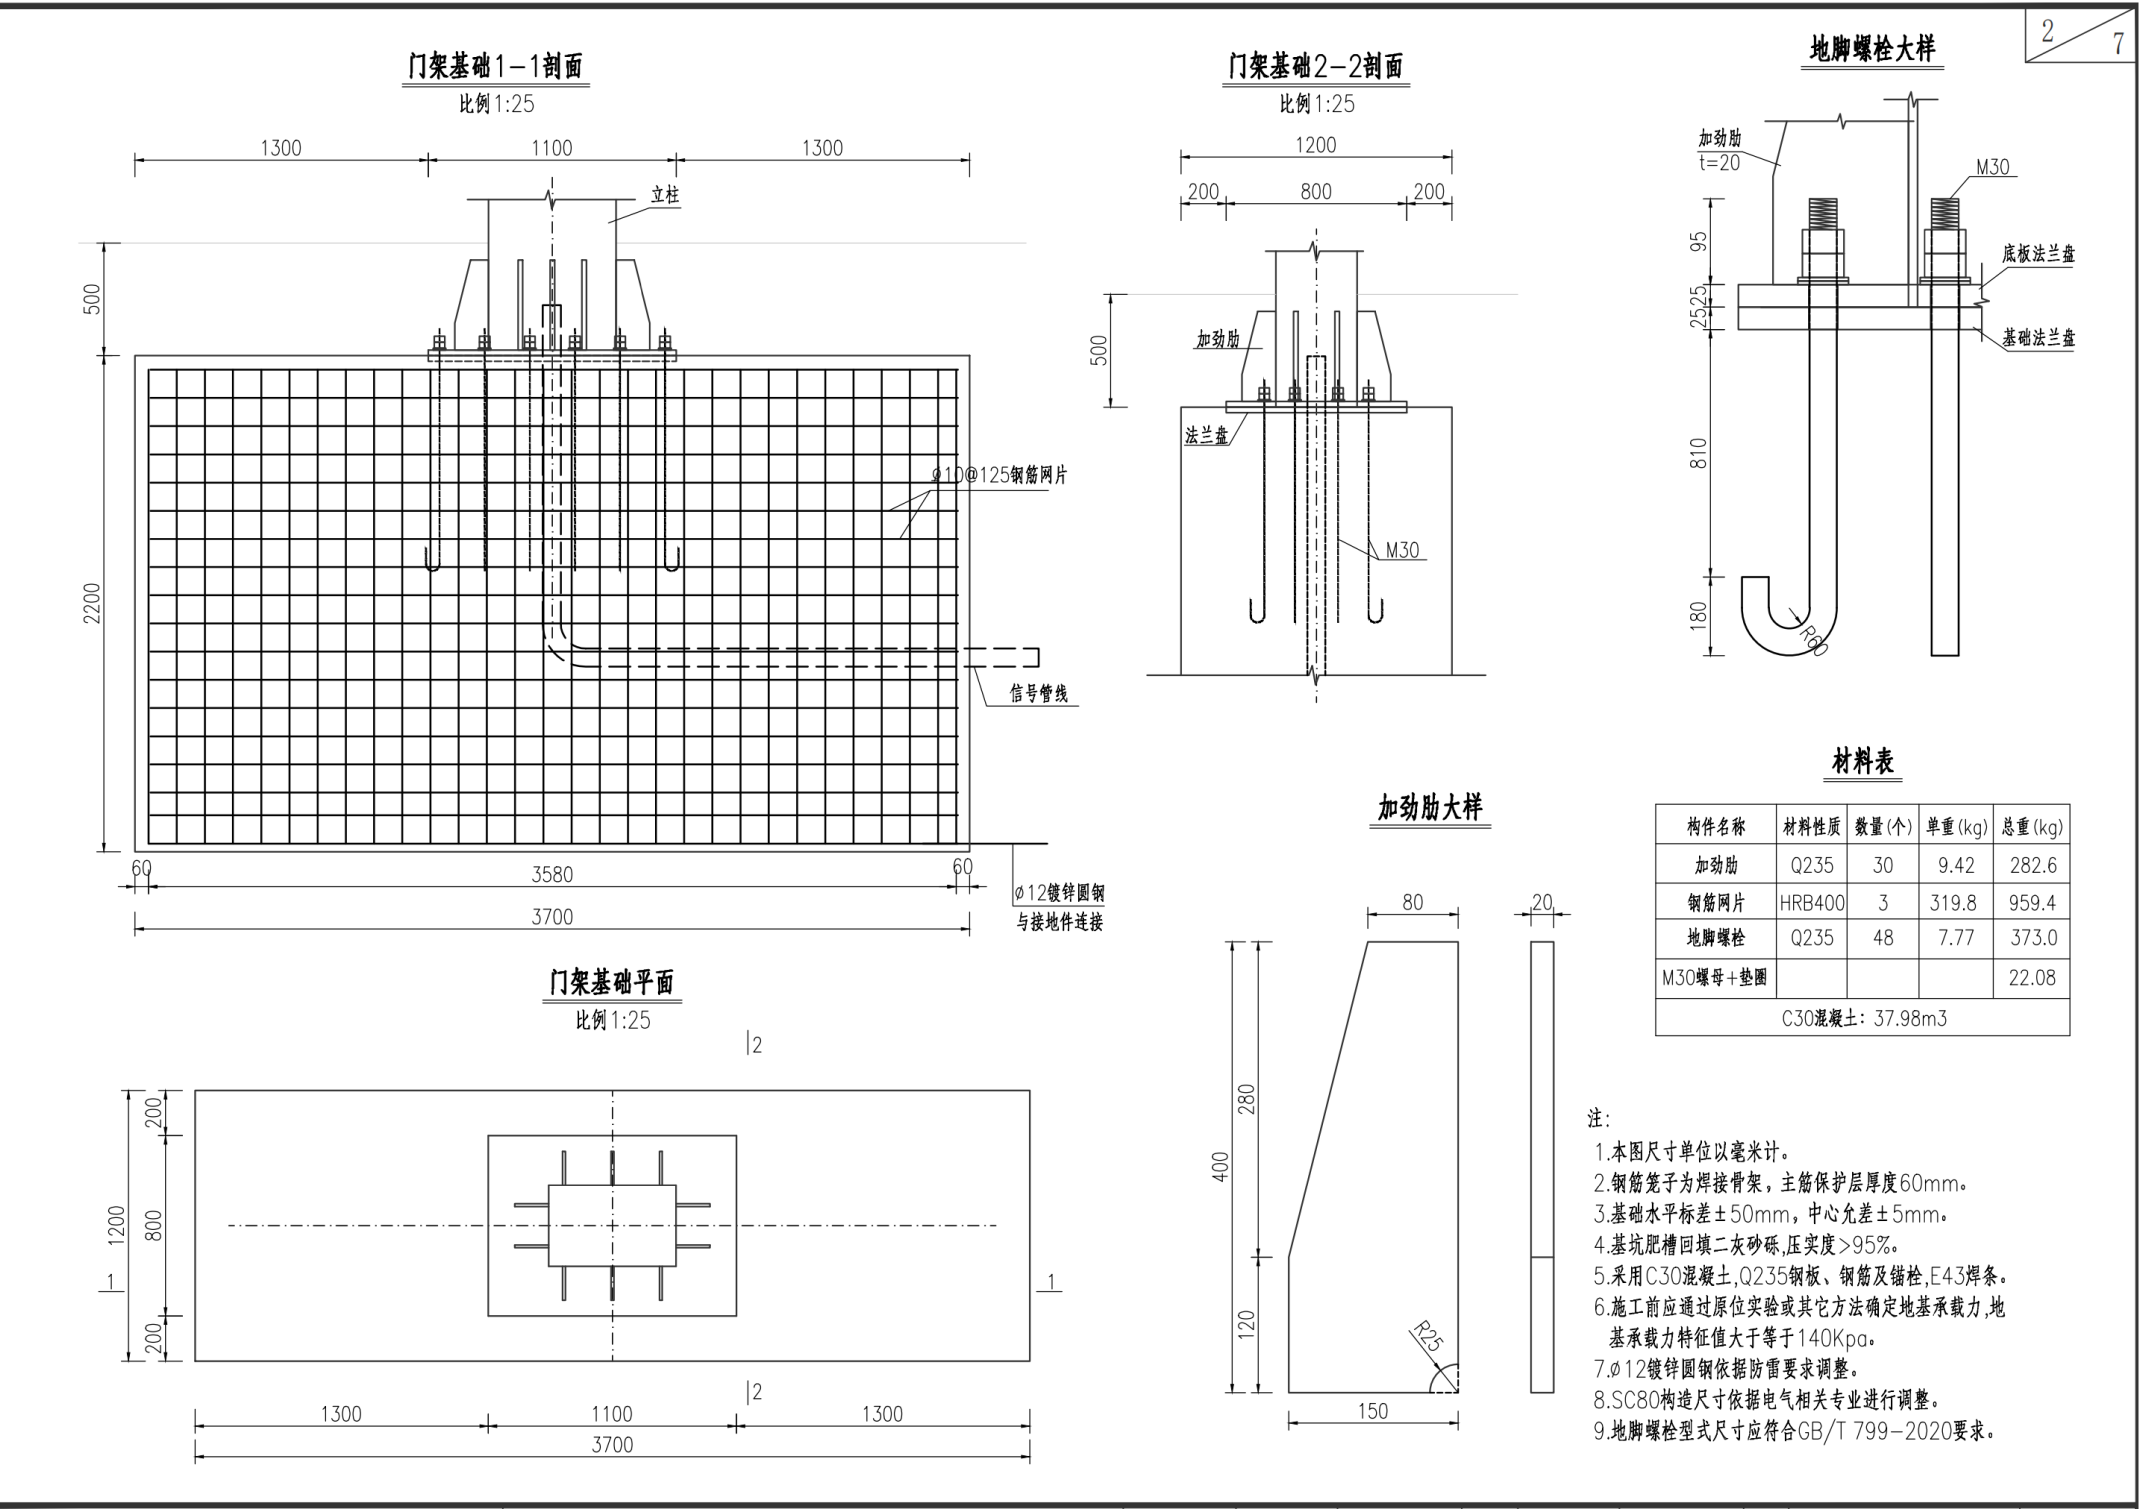 2
7
门架基础1-1剖面
比例1:25
1300
1100
1300
立柱
500
2200
ϕ10@125钢筋网片
信号管线
60
3580
60
3700
ϕ12镀锌圆钢
与接地件连接
门架基础2-2剖面
比例1:25
1200
200
800
200
500
加劲肋
法兰盘
M30
地脚螺栓大样
加劲肋
t=20
M30
95
25
25
底板法兰盘
基础法兰盘
810
180
R60
门架基础平面
比例1:25
2
200
800
200
1200
1
1
2
1300
1100
1300
3700
加劲肋大样
80
20
280
400
120
R25
150
材料表
构件名称 材料性质 数量(个) 单重(kg) 总重(kg)
加劲肋 Q235 30 9.42 282.6
钢筋网片 HRB400 3 319.8 959.4
地脚螺栓 Q235 48 7.77 373.0
M30螺母+垫圈 22.08
C30混凝土: 37.98m3
注:
1.本图尺寸单位以毫米计。
2.钢筋笼子为焊接骨架，主筋保护层厚度60mm。
3.基础水平标差±50mm，中心允差±5mm。
4.基坑肥槽回填二灰砂砾,压实度>95%。
5.采用C30混凝土,Q235钢板、钢筋及锚栓,E43焊条。
6.施工前应通过原位实验或其它方法确定地基承载力,地
基承载力特征值大于等于140Kpa。
7.ϕ12镀锌圆钢依据防雷要求调整。
8.SC80构造尺寸依据电气相关专业进行调整。
9.地脚螺栓型式尺寸应符合GB/T 799-2020要求。